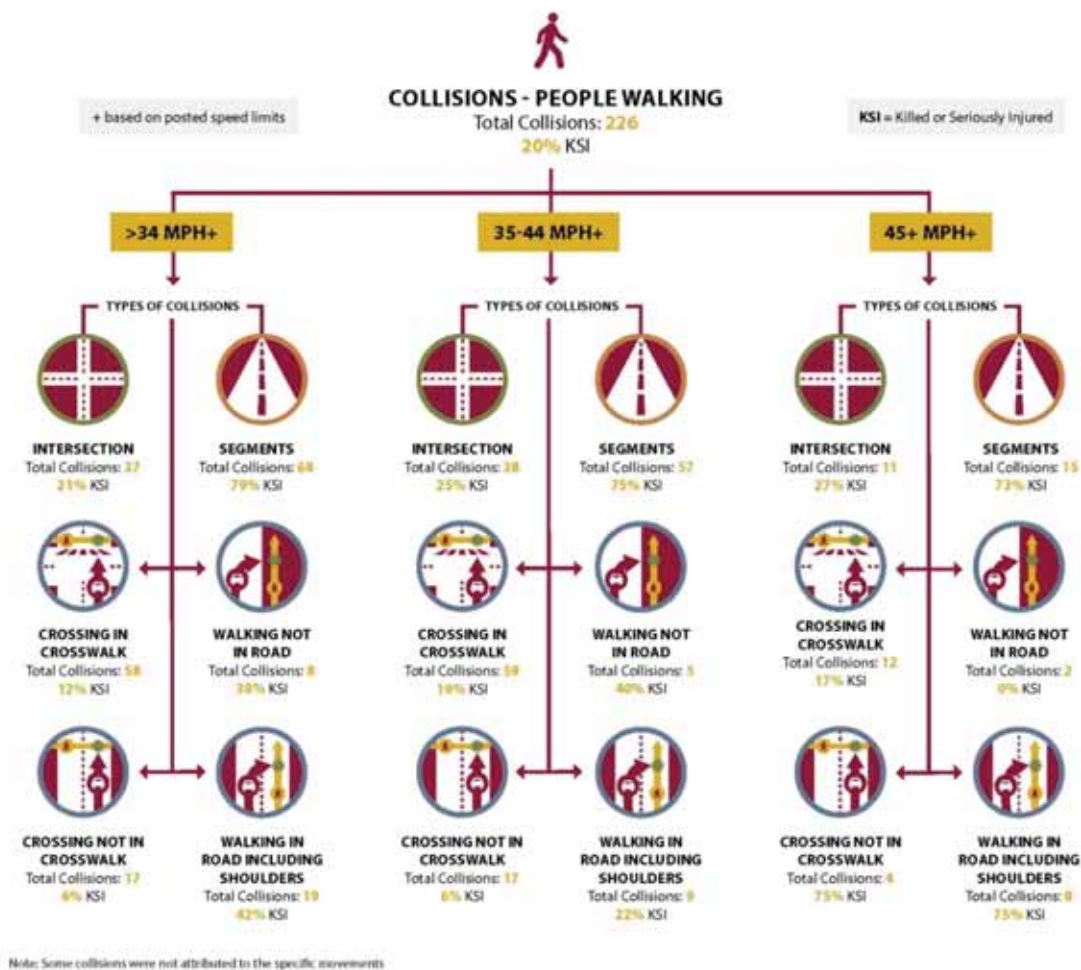 COLLISIONS - PEOPLE WALKING
Total Collisions: 226
20% KSI
+ based on posted speed limits
KSI = Killed or Seriously Injured
>34 MPH+
35-44 MPH+
45+ MPH+
TYPES OF COLLISIONS
TYPES OF COLLISIONS
TYPES OF COLLISIONS
INTERSECTION
Total Collisions: 37
21% KSI
SEGMENTS
Total Collisions: 68
79% KSI
INTERSECTION
Total Collisions: 38
25% KSI
SEGMENTS
Total Collisions: 57
75% KSI
INTERSECTION
Total Collisions: 11
27% KSI
SEGMENTS
Total Collisions: 15
73% KSI
CROSSING IN
CROSSWALK
Total Collisions: 58
12% KSI
WALKING NOT
IN ROAD
Total Collisions: 8
38% KSI
CROSSING IN
CROSSWALK
Total Collisions: 59
19% KSI
WALKING NOT
IN ROAD
Total Collisions: 5
40% KSI
CROSSING IN
CROSSWALK
Total Collisions: 12
17% KSI
WALKING NOT
IN ROAD
Total Collisions: 2
0% KSI
CROSSING NOT IN
CROSSWALK
Total Collisions: 17
6% KSI
WALKING IN
ROAD INCLUDING
SHOULDERS
Total Collisions: 19
42% KSI
CROSSING NOT IN
CROSSWALK
Total Collisions: 17
6% KSI
WALKING IN
ROAD INCLUDING
SHOULDERS
Total Collisions: 9
22% KSI
CROSSING NOT IN
CROSSWALK
Total Collisions: 4
75% KSI
WALKING IN
ROAD INCLUDING
SHOULDERS
Total Collisions:
75% KSI
Note: Some collisions were not attributed to the specific movements